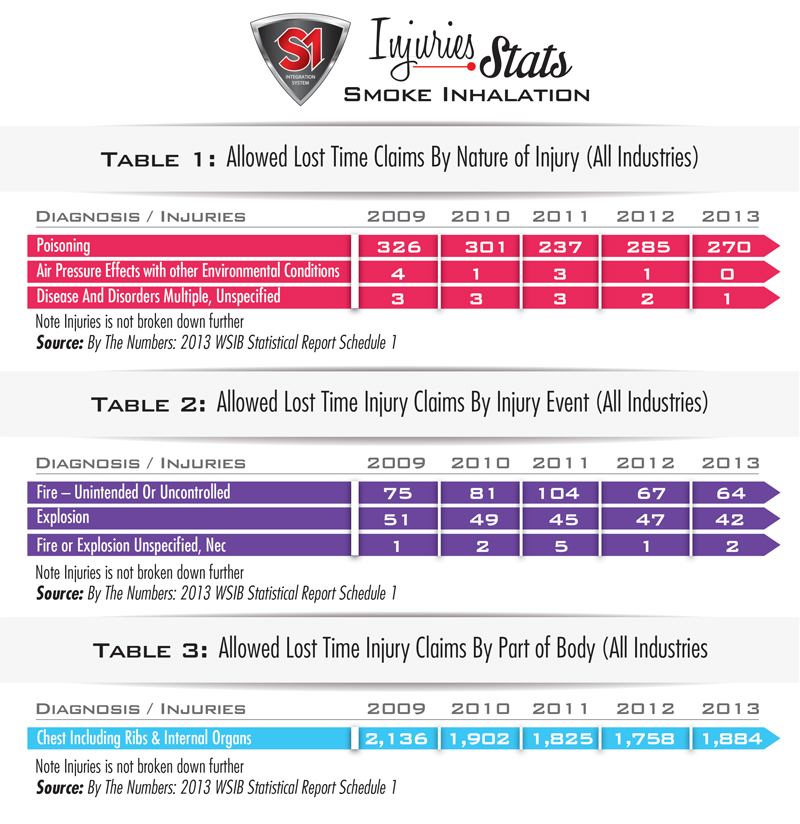 S1
INTEGRATION
SYSTEM
Injuries Stats
SMOKE INHALATION
TABLE 1: Allowed Lost Time Claims By Nature of Injury (All Industries)
DIAGNOSIS / INJURIES 2009 2010 2011 2012 2013
Poisoning 326 301 237 285 270
Air Pressure Effects with other Environmental Conditions 4 1 3 1 0
Disease And Disorders Multiple, Unspecified 3 3 3 2 1
Note Injuries is not broken down further
Source: By The Numbers: 2013 WSIB Statistical Report Schedule 1
TABLE 2: Allowed Lost Time Injury Claims By Injury Event (All Industries)
DIAGNOSIS / INJURIES 2009 2010 2011 2012 2013
Fire – Unintended Or Uncontrolled 75 81 104 67 64
Explosion 51 49 45 47 42
Fire or Explosion Unspecified, Nec 1 2 5 1 2
Note Injuries is not broken down further
Source: By The Numbers: 2013 WSIB Statistical Report Schedule 1
TABLE 3: Allowed Lost Time Injury Claims By Part of Body (All Industries
DIAGNOSIS / INJURIES 2009 2010 2011 2012 2013
Chest Including Ribs & Internal Organs 2,136 1,902 1,825 1,758 1,884
Note Injuries is not broken down further
Source: By The Numbers: 2013 WSIB Statistical Report Schedule 1